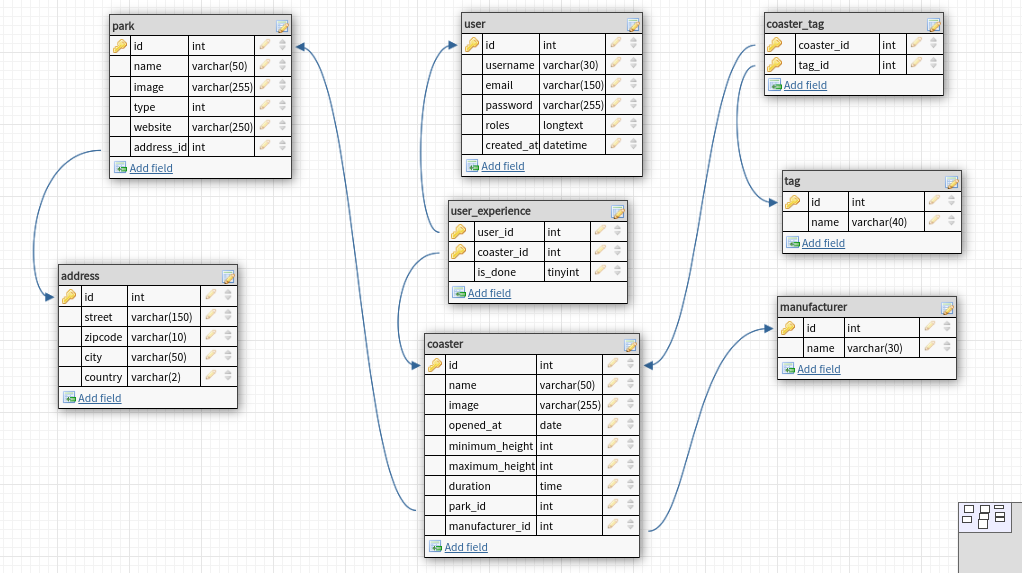 park
id int
name varchar(50)
image varchar(255)
type int
website varchar(250)
address_id int
Add field
user
id int
username varchar(30)
email varchar(150)
password varchar(255)
roles longtext
created_at datetime
Add field
coaster_tag
coaster_id int
tag_id int
Add field
tag
id int
name varchar(40)
Add field
user_experience
user_id int
coaster_id int
is_done tinyint
Add field
address
id int
street varchar(150)
zipcode varchar(10)
city varchar(50)
country varchar(2)
Add field
manufacturer
id int
name varchar(30)
Add field
coaster
id int
name varchar(50)
image varchar(255)
opened_at date
minimum_height int
maximum_height int
duration time
park_id int
manufacturer_id int
Add field